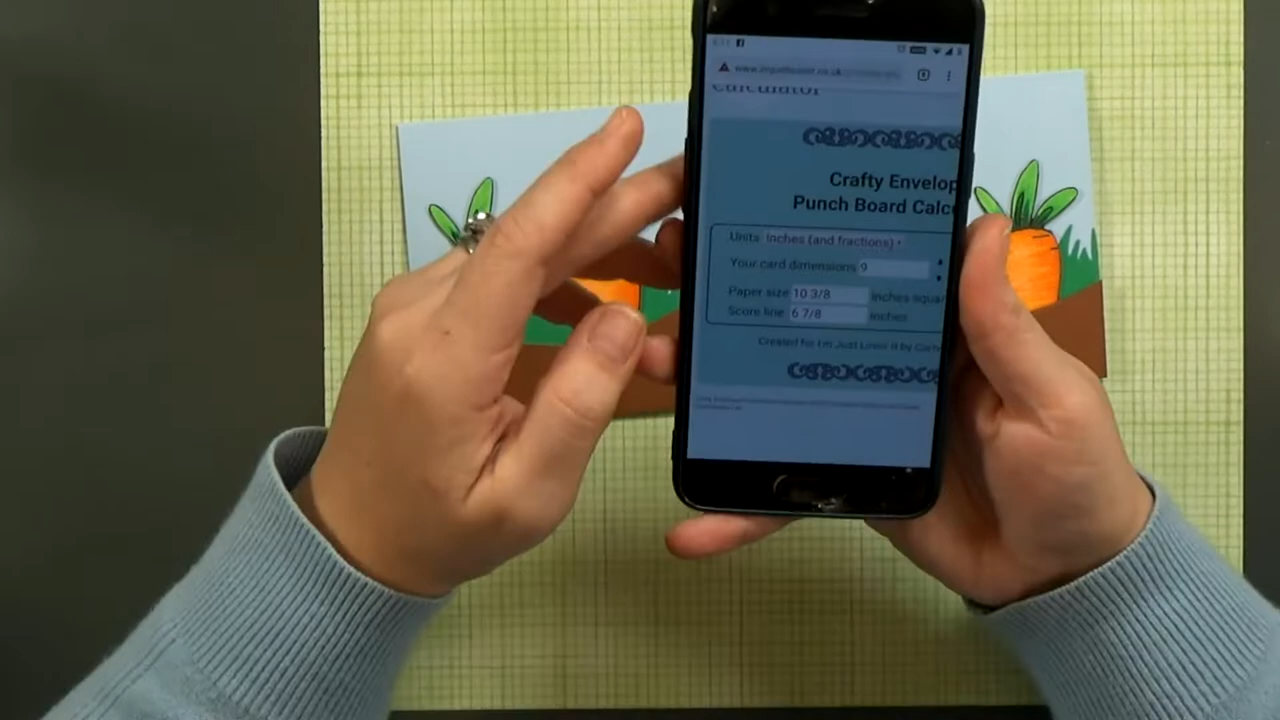 calculator
Crafty Envelop
Punch Board Calc
Units Inches (and fractions)
Your card dimensions 9
Paper size 10 3/8 inches squar
Score line 6 7/8 inches
Created for I'm Just Lovin' It by